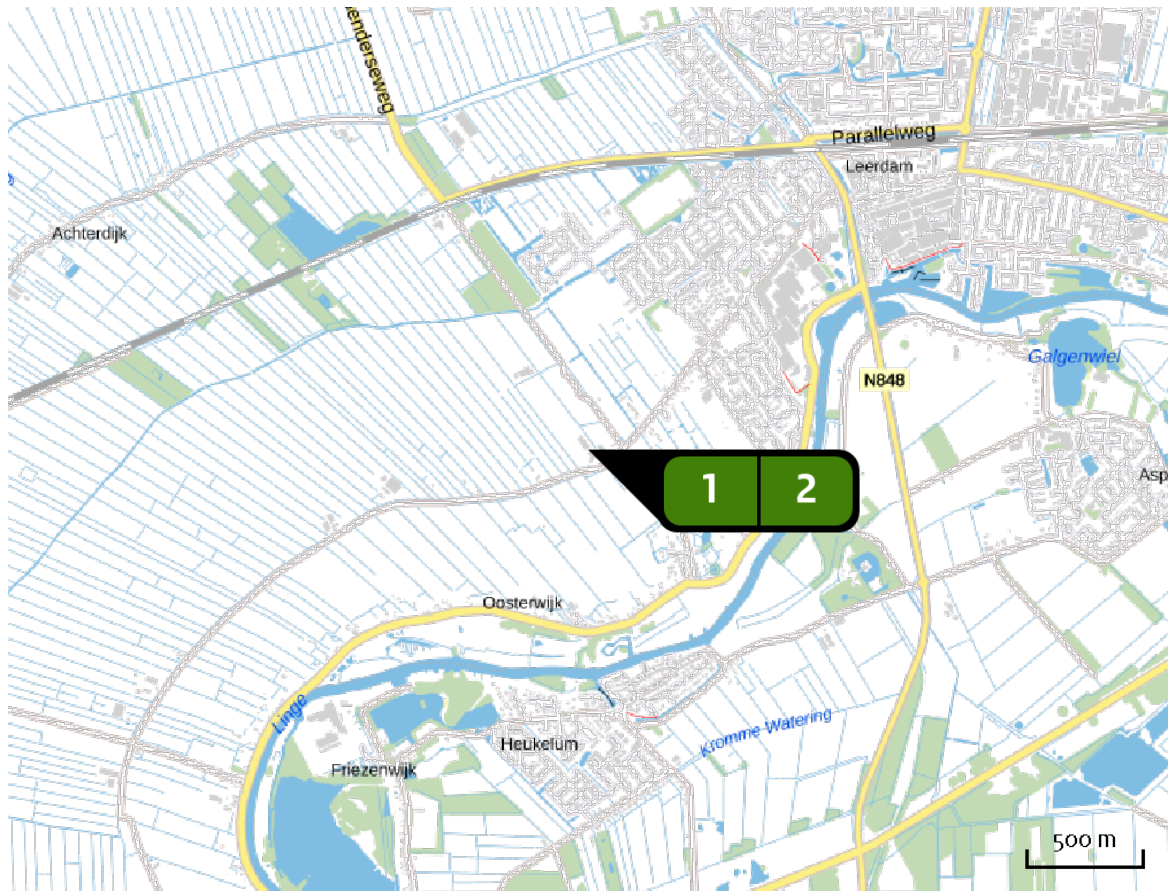 enderseweg
Parallelweg
Leerdam
Achterdijk
Galgenwiel
N848
1 2
Asp
Oosterwijk
Linge
Kromme Watering
Heukelum
Friezenwijk
500 m